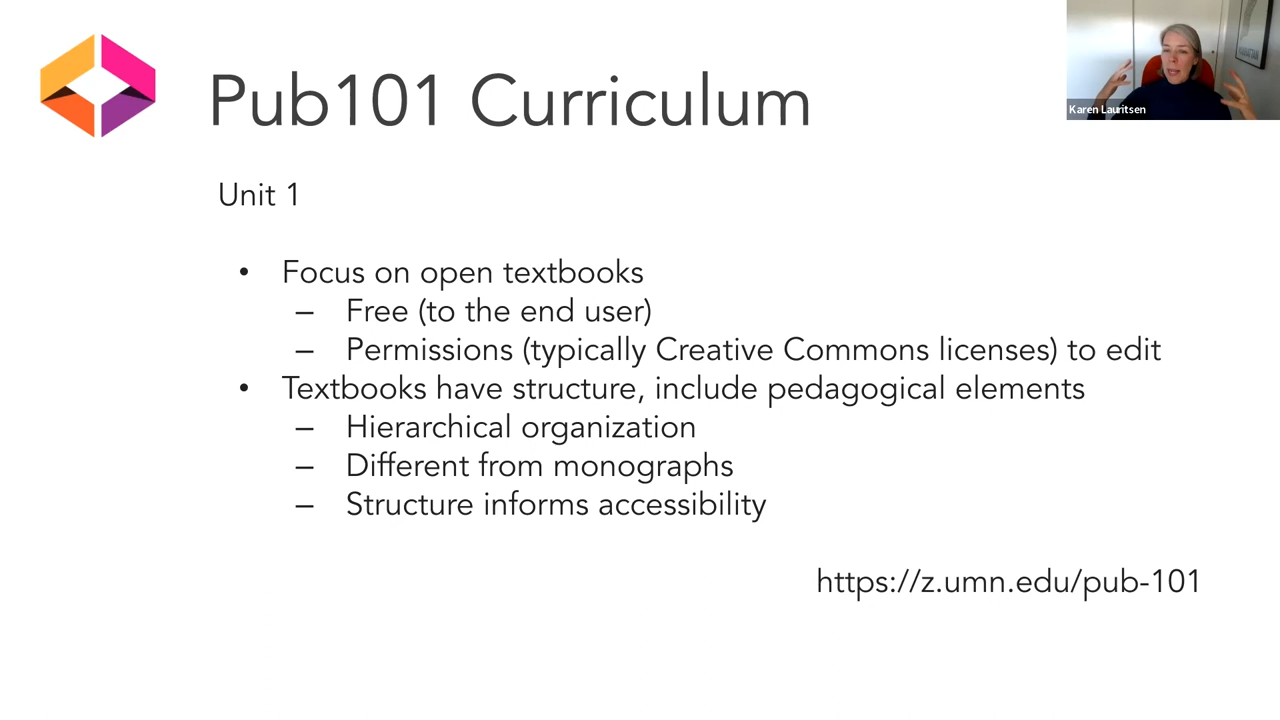 Pub101 Curriculum
Karen Lauritsen
Unit 1
• Focus on open textbooks
– Free (to the end user)
– Permissions (typically Creative Commons licenses) to edit
• Textbooks have structure, include pedagogical elements
– Hierarchical organization
– Different from monographs
– Structure informs accessibility
https://z.umn.edu/pub-101